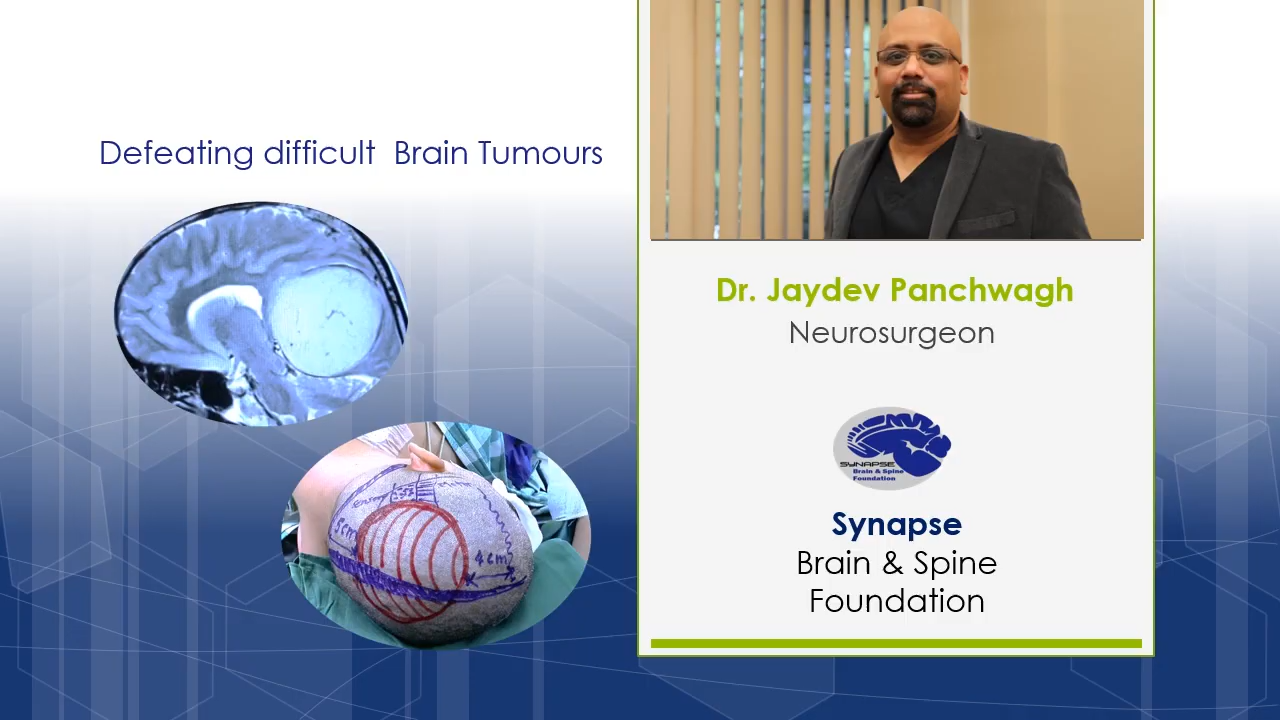 Defeating difficult Brain Tumours
Dr. Jaydev Panchwagh
Neurosurgeon
SYNAPSE
Brain & Spine
Foundation
Synapse
Brain & Spine
Foundation
5cm
4cm